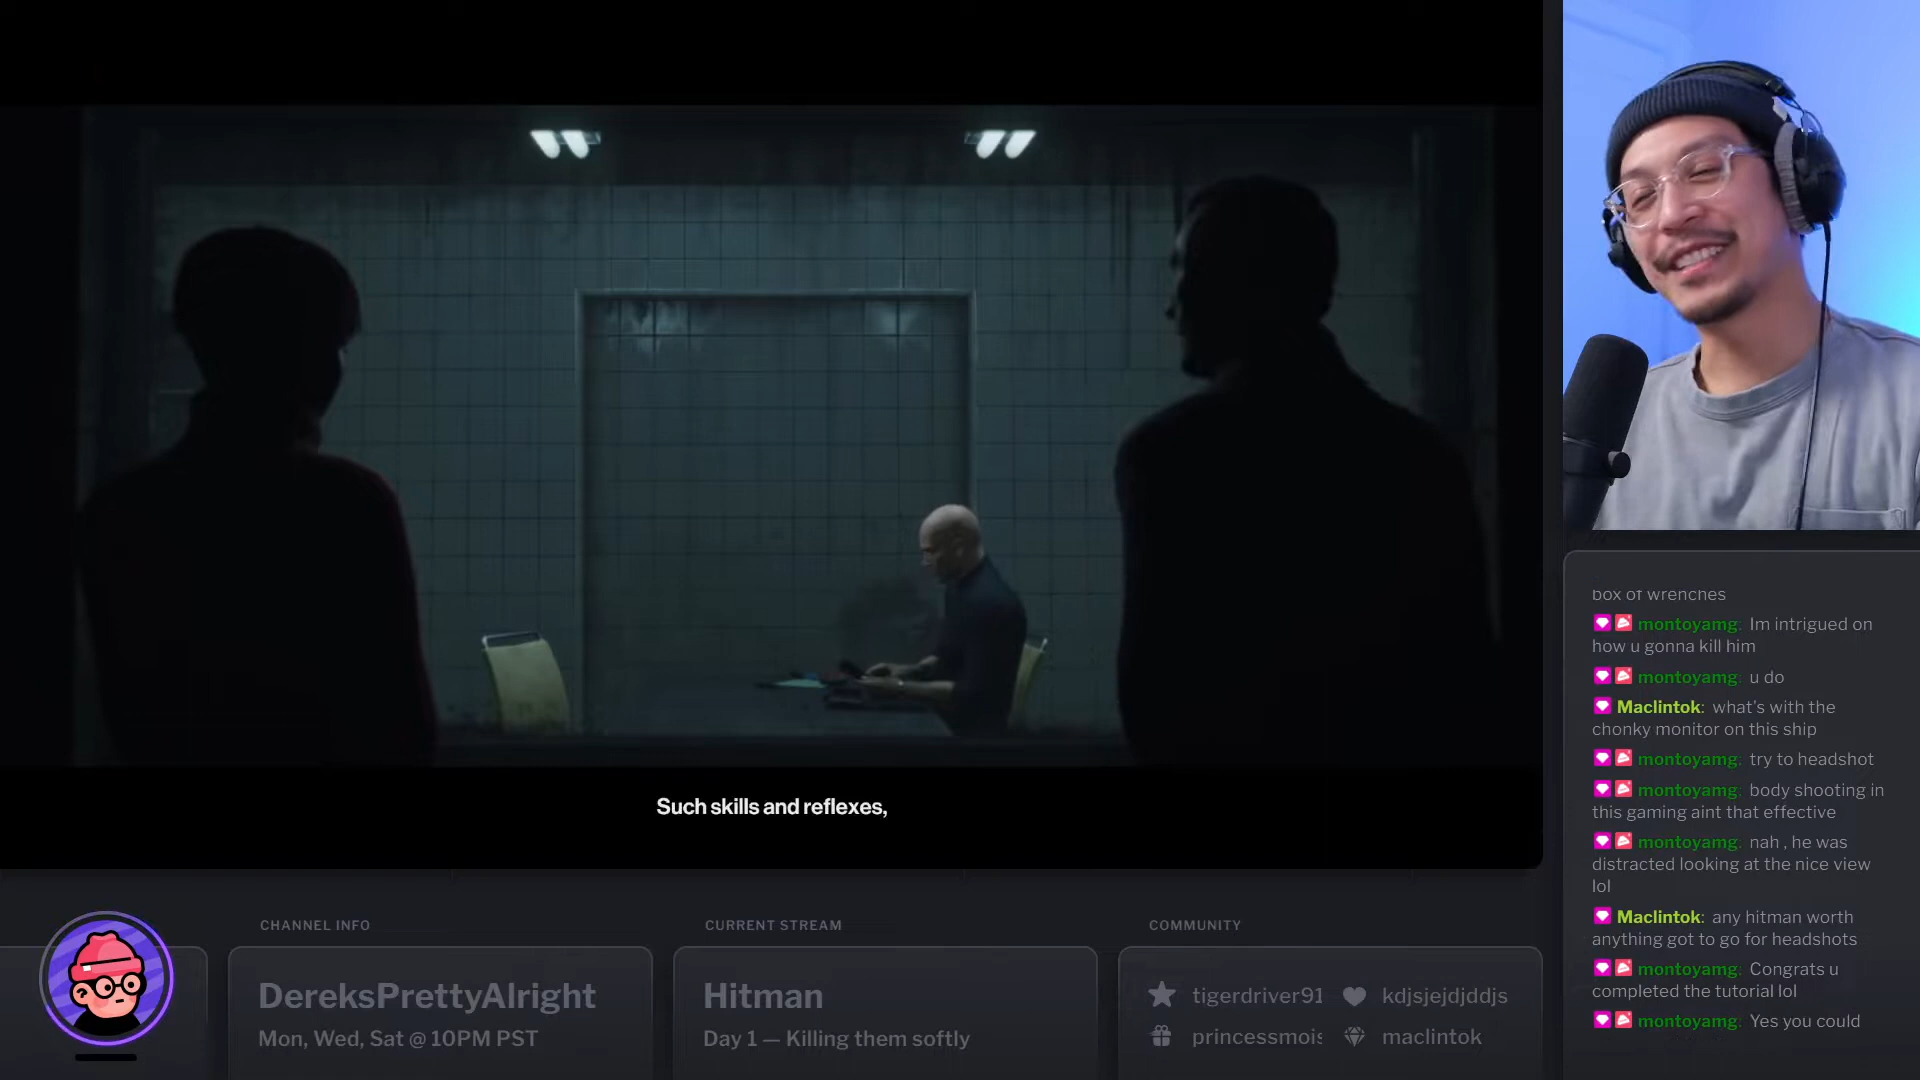 Such skills and reflexes,
CHANNEL INFO
DereksPrettyAlright
Mon, Wed, Sat @ 10PM PST
CURRENT STREAM
Hitman
Day 1 — Killing them softly
COMMUNITY
tigerdriver91
kdjsjejdjddjs
princessmois
maclintok
box of wrenches
montoyamg: Im intrigued on
how u gonna kill him
montoyamg: u do
Maclintok: what's with the
chonky monitor on this ship
montoyamg: try to headshot
montoyamg: body shooting in
this gaming aint that effective
montoyamg: nah , he was
distracted looking at the nice view
lol
Maclintok: any hitman worth
anything got to go for headshots
montoyamg: Congrats u
completed the tutorial lol
montoyamg: Yes you could